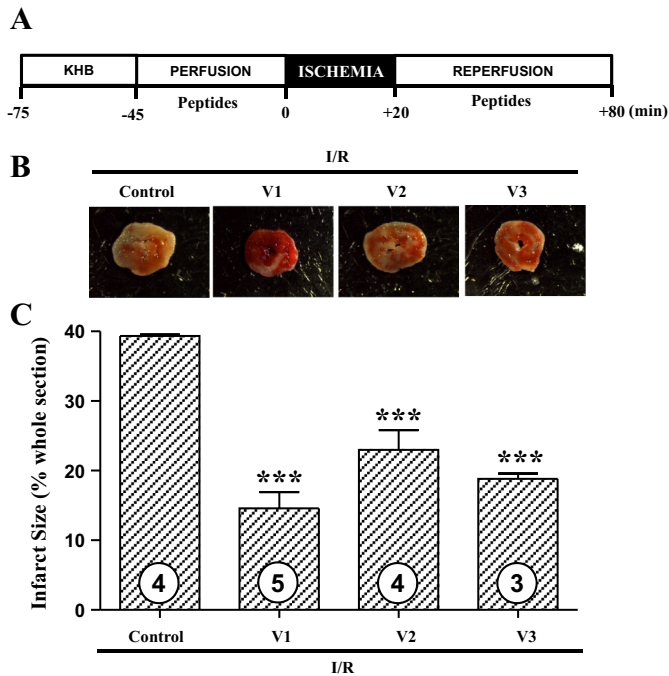 A
KHB PERFUSION ISCHEMIA REPERFUSION
Peptides Peptides
-75 -45 0 +20 +80 (min)
I/R
B
Control V1 V2 V3
C
Infarct Size (% whole section)
40
30
20
10
0
*** *** ***
4 5 4 3
Control V1 V2 V3
I/R